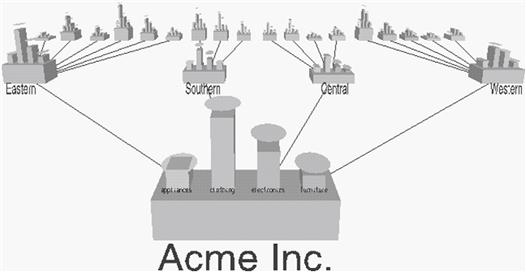 Eastern
Southern
Central
Western
appliances
clothing
electronics
furniture
Acme Inc.